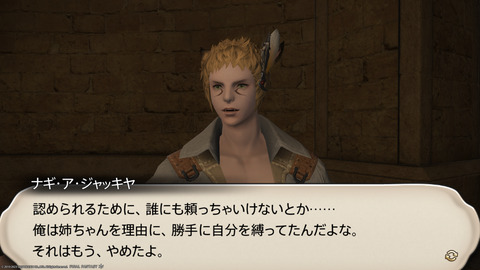 ナギ・ア・ジャッキヤ
認められるために、誰にも頼っちゃいけないとか……
俺は姉ちゃんを理由に、勝手に自分を縛ってたんだよな。
それはもう、やめたよ。
FINAL FANTASY XIV